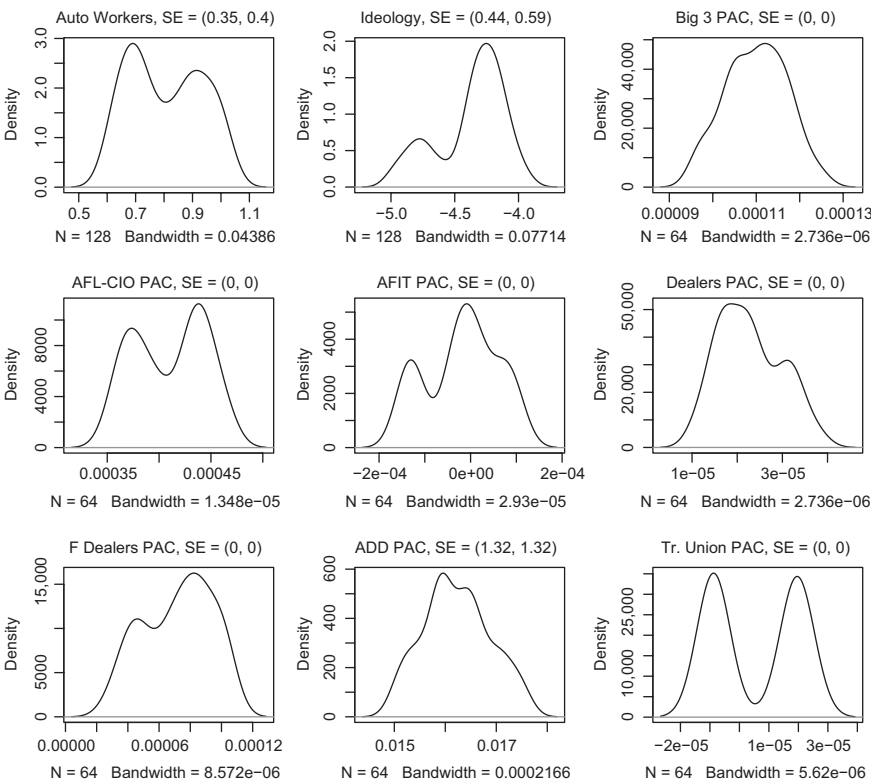 Auto Workers, SE = (0.35, 0.4)
Density
0.0 1.0 2.0 3.0
0.5 0.7 0.9 1.1
N = 128 Bandwidth = 0.04386
Ideology, SE = (0.44, 0.59)
Density
0.0 0.5 1.0 1.5 2.0
−5.0 −4.5 −4.0
N = 128 Bandwidth = 0.07714
Big 3 PAC, SE = (0, 0)
Density
0 20,000 40,000
0.00009 0.00011 0.00013
N = 64 Bandwidth = 2.736e−06
AFL-CIO PAC, SE = (0, 0)
Density
0 4000 8000
0.00035 0.00045
N = 64 Bandwidth = 1.348e−05
AFIT PAC, SE = (0, 0)
Density
0 2000 4000
−2e−04 0e+00 2e−04
N = 64 Bandwidth = 2.93e−05
Dealers PAC, SE = (0, 0)
Density
0 20,000 50,000
1e−05 3e−05
N = 64 Bandwidth = 2.736e−06
F Dealers PAC, SE = (0, 0)
Density
0 5000 15,000
0.00000 0.00006 0.00012
N = 64 Bandwidth = 8.572e−06
ADD PAC, SE = (1.32, 1.32)
Density
0 200 400 600
0.015 0.017
N = 64 Bandwidth = 0.0002166
Tr. Union PAC, SE = (0, 0)
Density
0 10,000 25,000
−2e−05 1e−05 3e−05
N = 64 Bandwidth = 5.62e−06